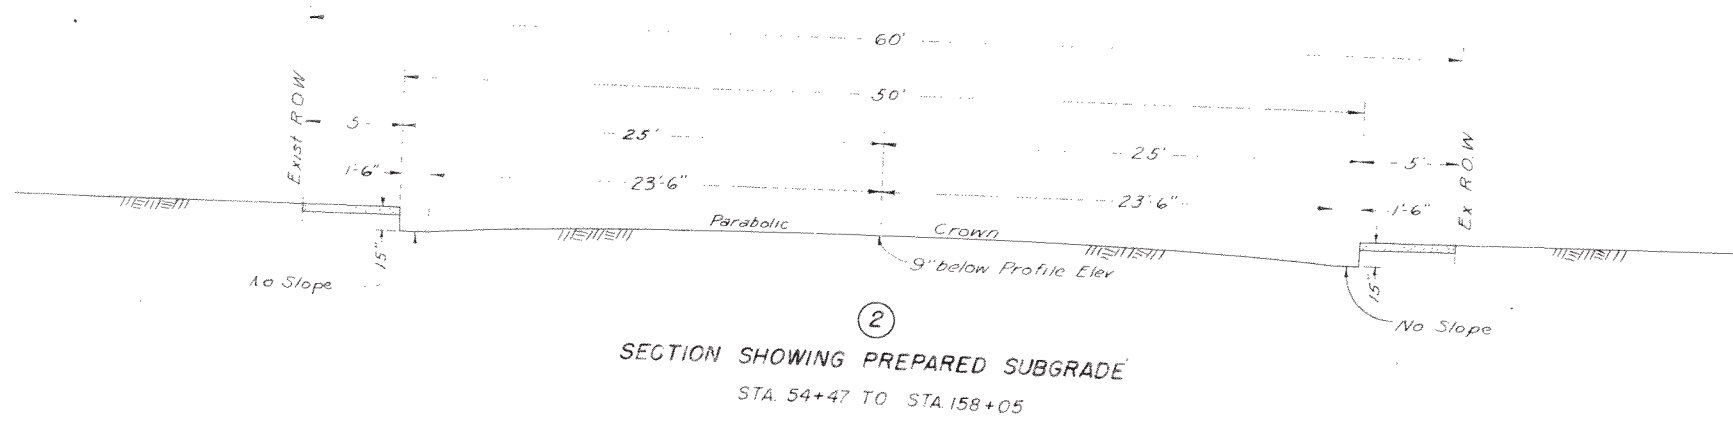 60'
50'
Exist R.O.W
5
25'
25'
5'
Ex R.O.W
1'-6"
23'-6"
23'-6"
1'-6"
Parabolic Crown
9" below Profile Elev
15"
15"
No Slope
No Slope
2
SECTION SHOWING PREPARED SUBGRADE
STA. 54+47 TO STA. 158+05